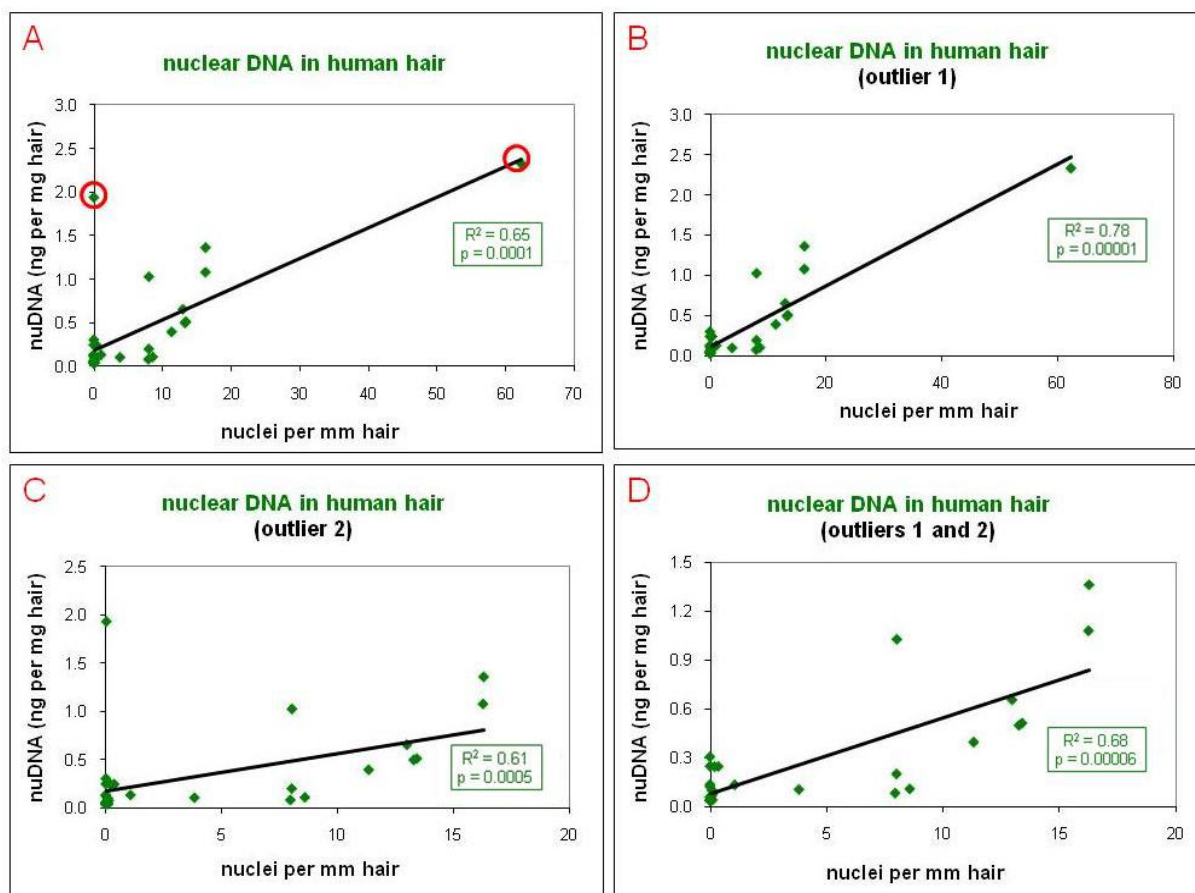 A
nuclear DNA in human hair
nuDNA (ng per mg hair)
3.0
2.5
2.0
1.5
1.0
0.5
0.0
R² = 0.65
p = 0.0001
0 10 20 30 40 50 60 70
nuclei per mm hair
B
nuclear DNA in human hair
(outlier 1)
nuDNA (ng per mg hair)
3.0
2.5
2.0
1.5
1.0
0.5
0.0
R² = 0.78
p = 0.00001
0 20 40 60 80
nuclei per mm hair
C
nuclear DNA in human hair
(outlier 2)
nuDNA (ng per mg hair)
2.5
2.0
1.5
1.0
0.5
0.0
R² = 0.61
p = 0.0005
0 5 10 15 20
nuclei per mm hair
D
nuclear DNA in human hair
(outliers 1 and 2)
nuDNA (ng per mg hair)
1.5
1.2
0.9
0.6
0.3
0.0
R² = 0.68
p = 0.00006
0 5 10 15 20
nuclei per mm hair